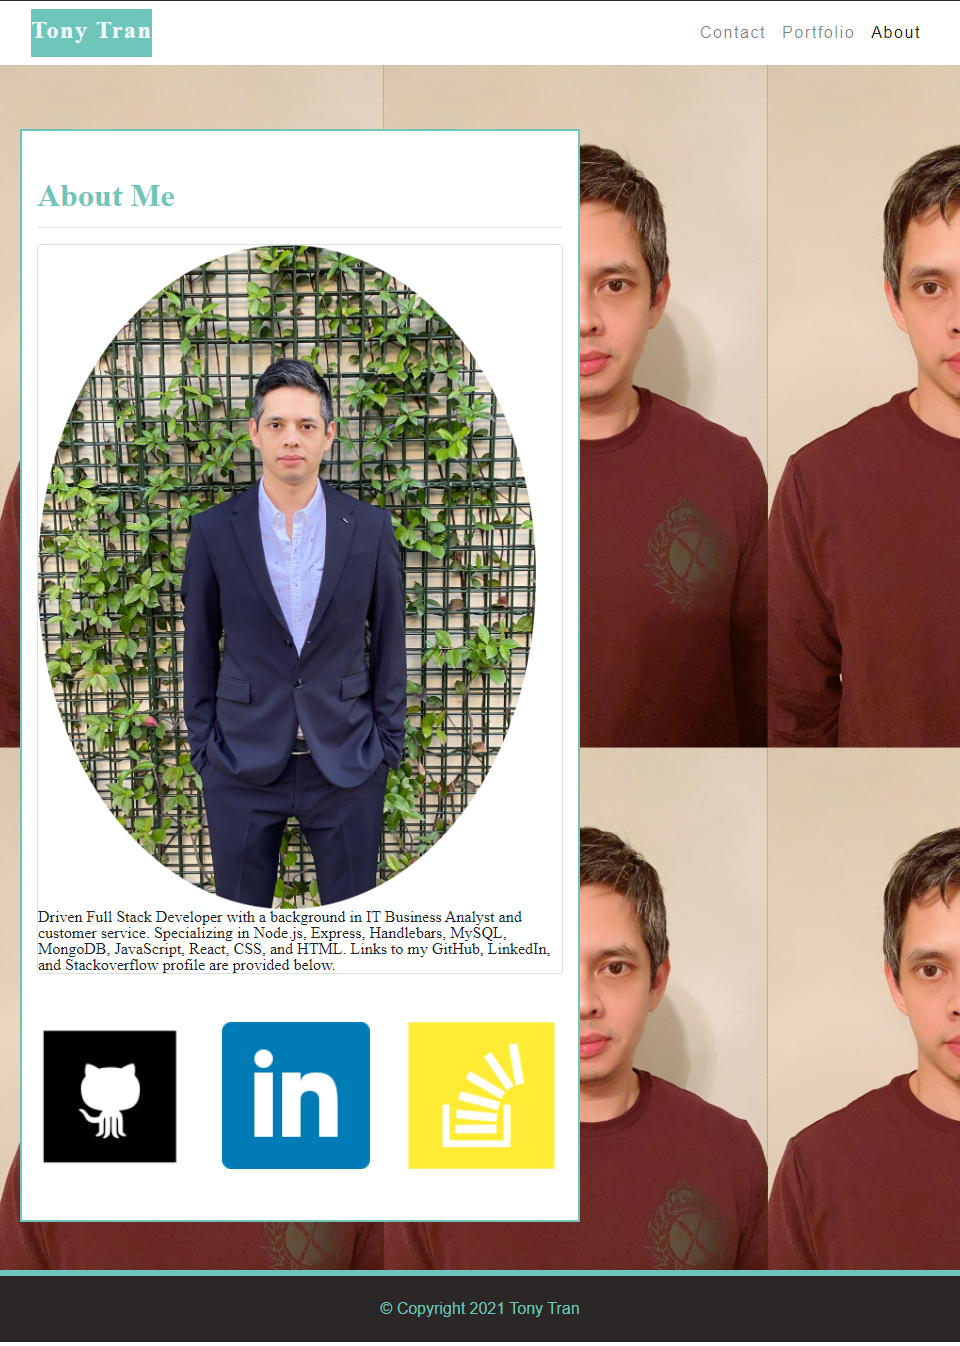 Tony Tran
Contact Portfolio About
About Me
Driven Full Stack Developer with a background in IT Business Analyst and
customer service. Specializing in Node.js, Express, Handlebars, MySQL,
MongoDB, JavaScript, React, CSS, and HTML. Links to my GitHub, LinkedIn,
and Stackoverflow profile are provided below.
in
© Copyright 2021 Tony Tran